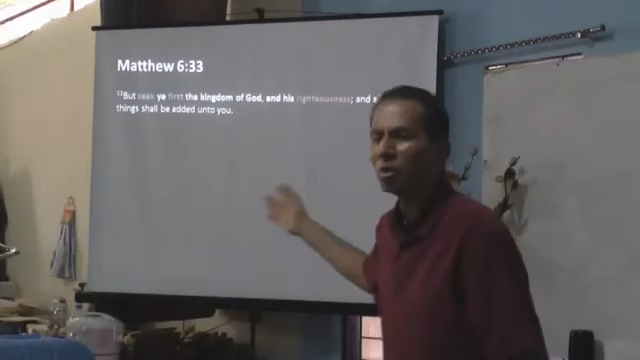 Matthew 6:33
33But seek ye first the kingdom of God, and his righteousness; and
things shall be added unto you.